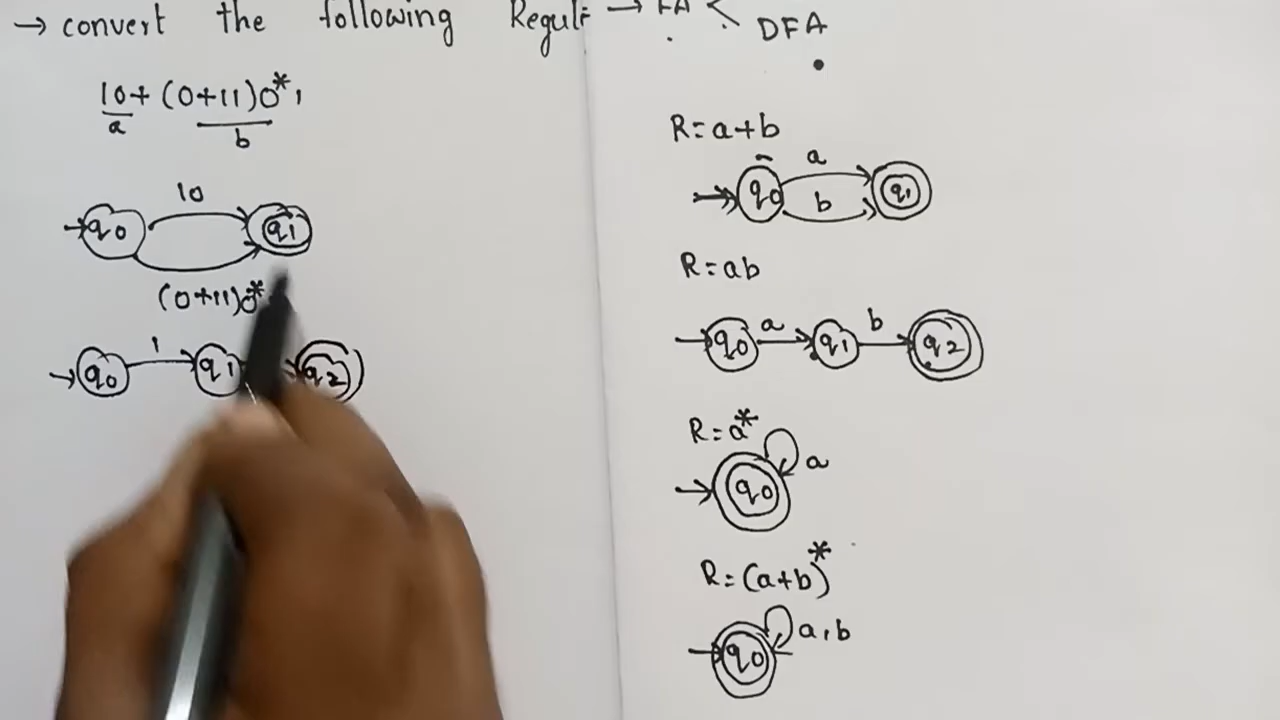 → convert the following Regul → FA
DFA
10+ (0+11)0*1
a b
10
q0 q1
(0+11)0*
1
q0 q1 q2
R=a+b
a
q0 q1
b
R=ab
a b
q0 q1 q2
R=a*
a
q0
R=(a+b)*
a,b
q0